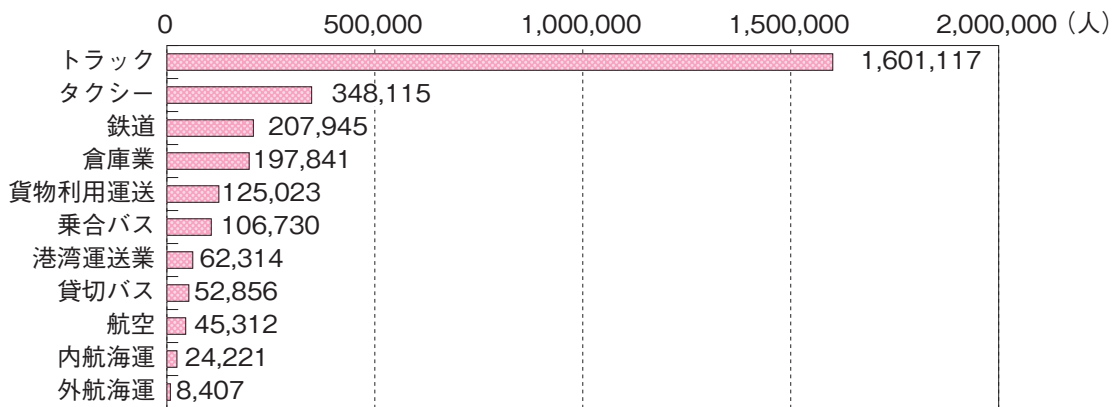 0 500,000 1,000,000 1,500,000 2,000,000（人）
トラック 1,601,117
タクシー 348,115
鉄道 207,945
倉庫業 197,841
貨物利用運送 125,023
乗合バス 106,730
港湾運送業 62,314
貸切バス 52,856
航空 45,312
内航海運 24,221
外航海運 8,407